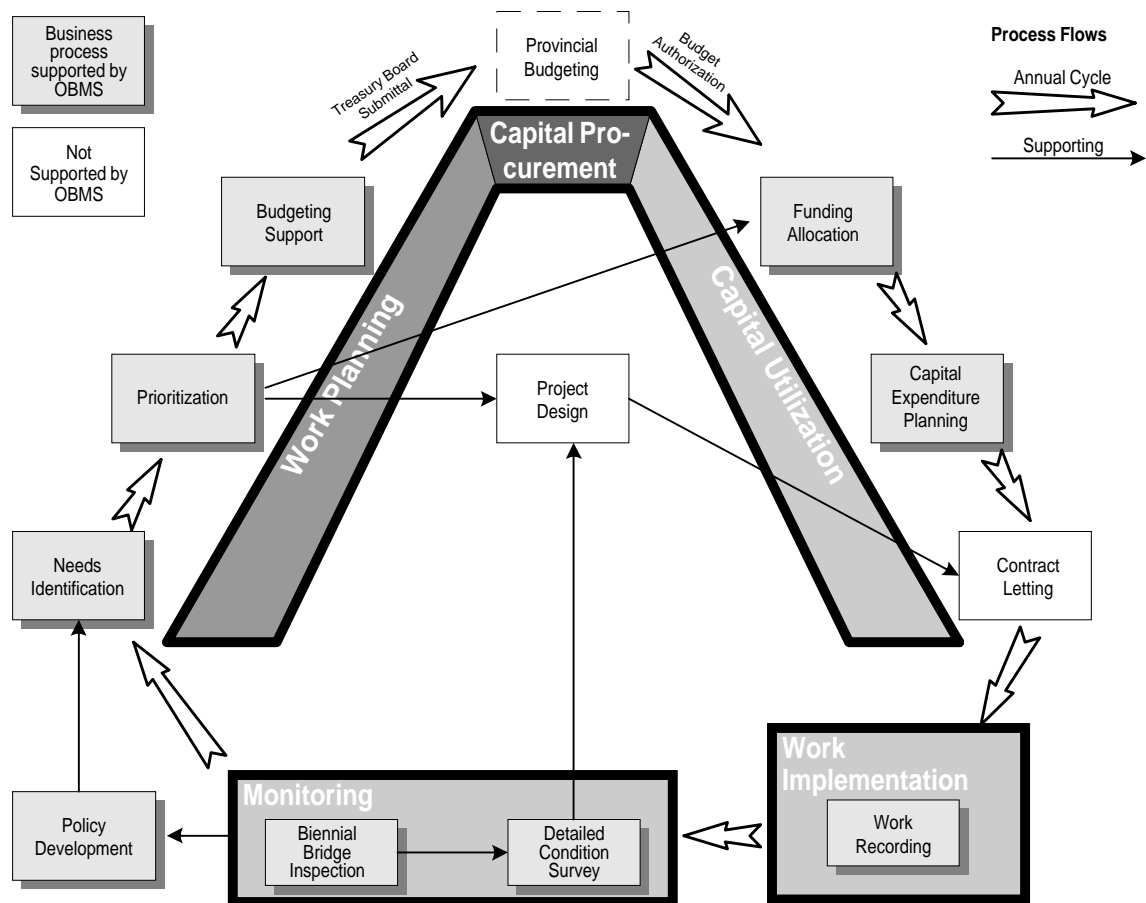 Business
process
supported by
OBMS
Not
Supported by
OBMS
Treasury Board
Submittal
Provincial
Budgeting
Budget
Authorization
Process Flows
Annual Cycle
Supporting
Capital Pro-
curement
Budgeting
Support
Funding
Allocation
Work Planning
Capital Utilization
Prioritization
Project
Design
Capital
Expenditure
Planning
Needs
Identification
Contract
Letting
Work
Implementation
Work
Recording
Monitoring
Biennial
Bridge
Inspection
Detailed
Condition
Survey
Policy
Development